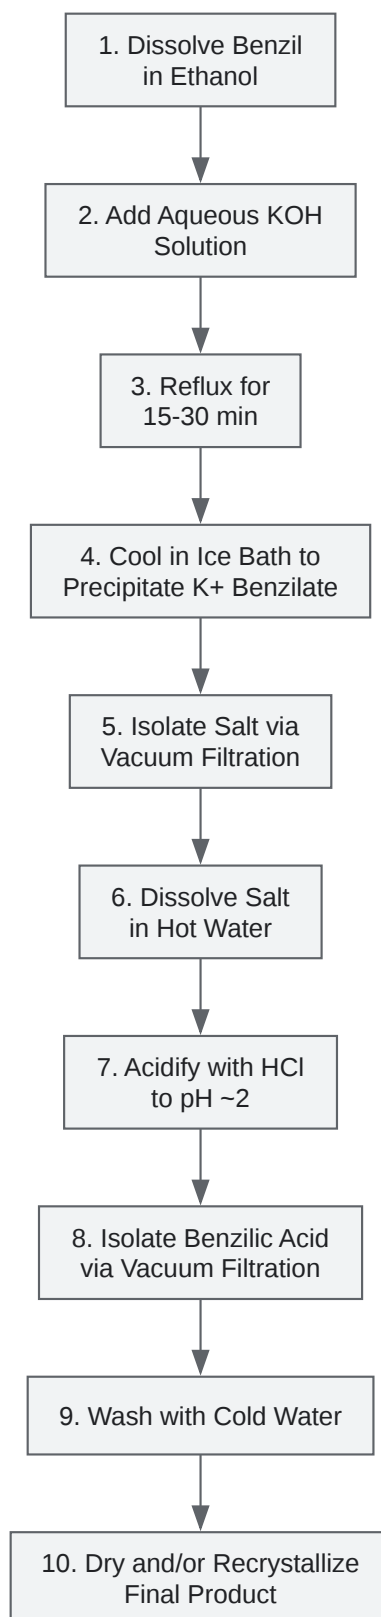 1. Dissolve Benzil
in Ethanol
2. Add Aqueous KOH
Solution
3. Reflux for
15-30 min
4. Cool in Ice Bath to
Precipitate K+ Benzilate
5. Isolate Salt via
Vacuum Filtration
6. Dissolve Salt
in Hot Water
7. Acidify with HCl
to pH ~2
8. Isolate Benzilic Acid
via Vacuum Filtration
9. Wash with Cold Water
10. Dry and/or Recrystallize
Final Product